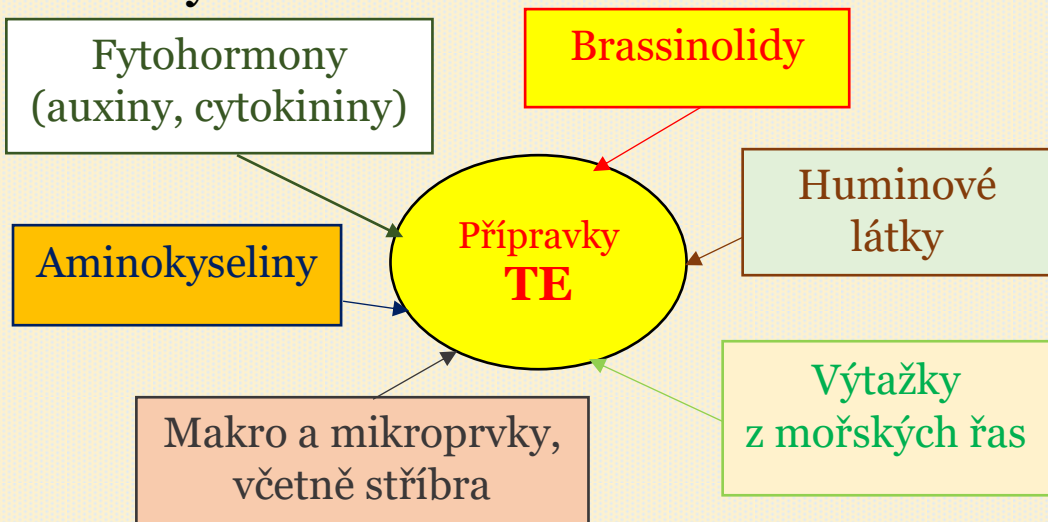 Fytohormony
(auxiny, cytokininy)
Brassinolidy
Huminové
látky
Přípravky
TE
Aminokyseliny
Výtažky
z mořských řas
Makro a mikroprvky,
včetně stříbra